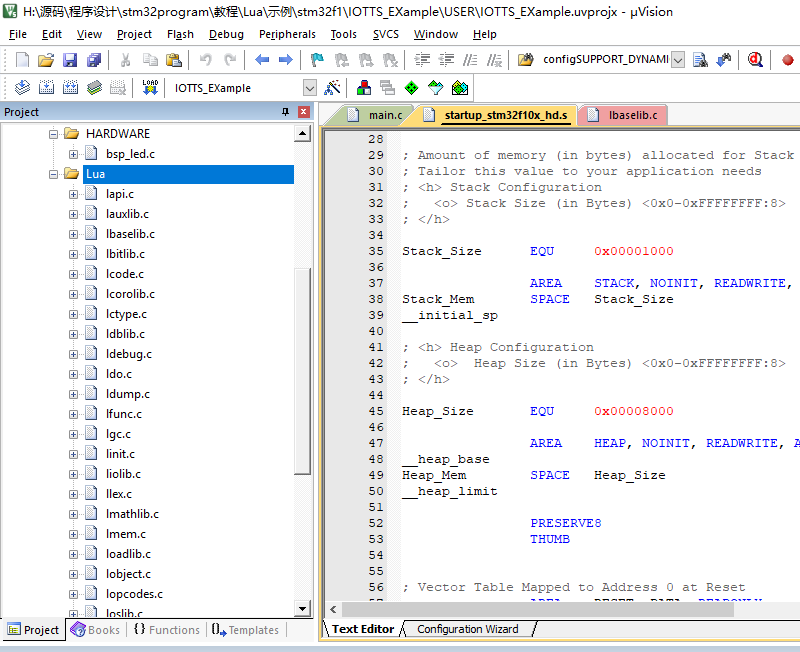 H:\源码\程序设计\stm32program\教程\Lua\示例\stm32f1\IOTTS_EXample\USER\IOTTS_EXample.uvprojx - µVision
File Edit View Project Flash Debug Peripherals Tools SVCS Window Help
configSUPPORT_DYNAMI
LOAD IOTTS_EXample
Project
HARDWARE
bsp_led.c
Lua
lapi.c
lauxlib.c
lbaselib.c
lbitlib.c
lcode.c
lcorolib.c
lctype.c
ldblib.c
ldebug.c
ldo.c
ldump.c
lfunc.c
lgc.c
linit.c
liolib.c
llex.c
lmathlib.c
lmem.c
loadlib.c
lobject.c
lopcodes.c
loslib.c
Project Books {} Functions Templates
main.c startup_stm32f10x_hd.s lbaselib.c
28
29 ; Amount of memory (in bytes) allocated for Stack
30 ; Tailor this value to your application needs
31 ; <h> Stack Configuration
32 ;   <o> Stack Size (in Bytes) <0x0-0xFFFFFFFF:8>
33 ; </h>
34
35 Stack_Size EQU 0x00001000
36
37 AREA STACK, NOINIT, READWRITE,
38 Stack_Mem SPACE Stack_Size
39 __initial_sp
40
41 ; <h> Heap Configuration
42 ;   <o>  Heap Size (in Bytes) <0x0-0xFFFFFFFF:8>
43 ; </h>
44
45 Heap_Size EQU 0x00008000
46
47 AREA HEAP, NOINIT, READWRITE, A
48 __heap_base
49 Heap_Mem SPACE Heap_Size
50 __heap_limit
51
52 PRESERVE8
53 THUMB
54
55
56 ; Vector Table Mapped to Address 0 at Reset
57 AREA RESET, DATA, READONLY
Text Editor Configuration Wizard